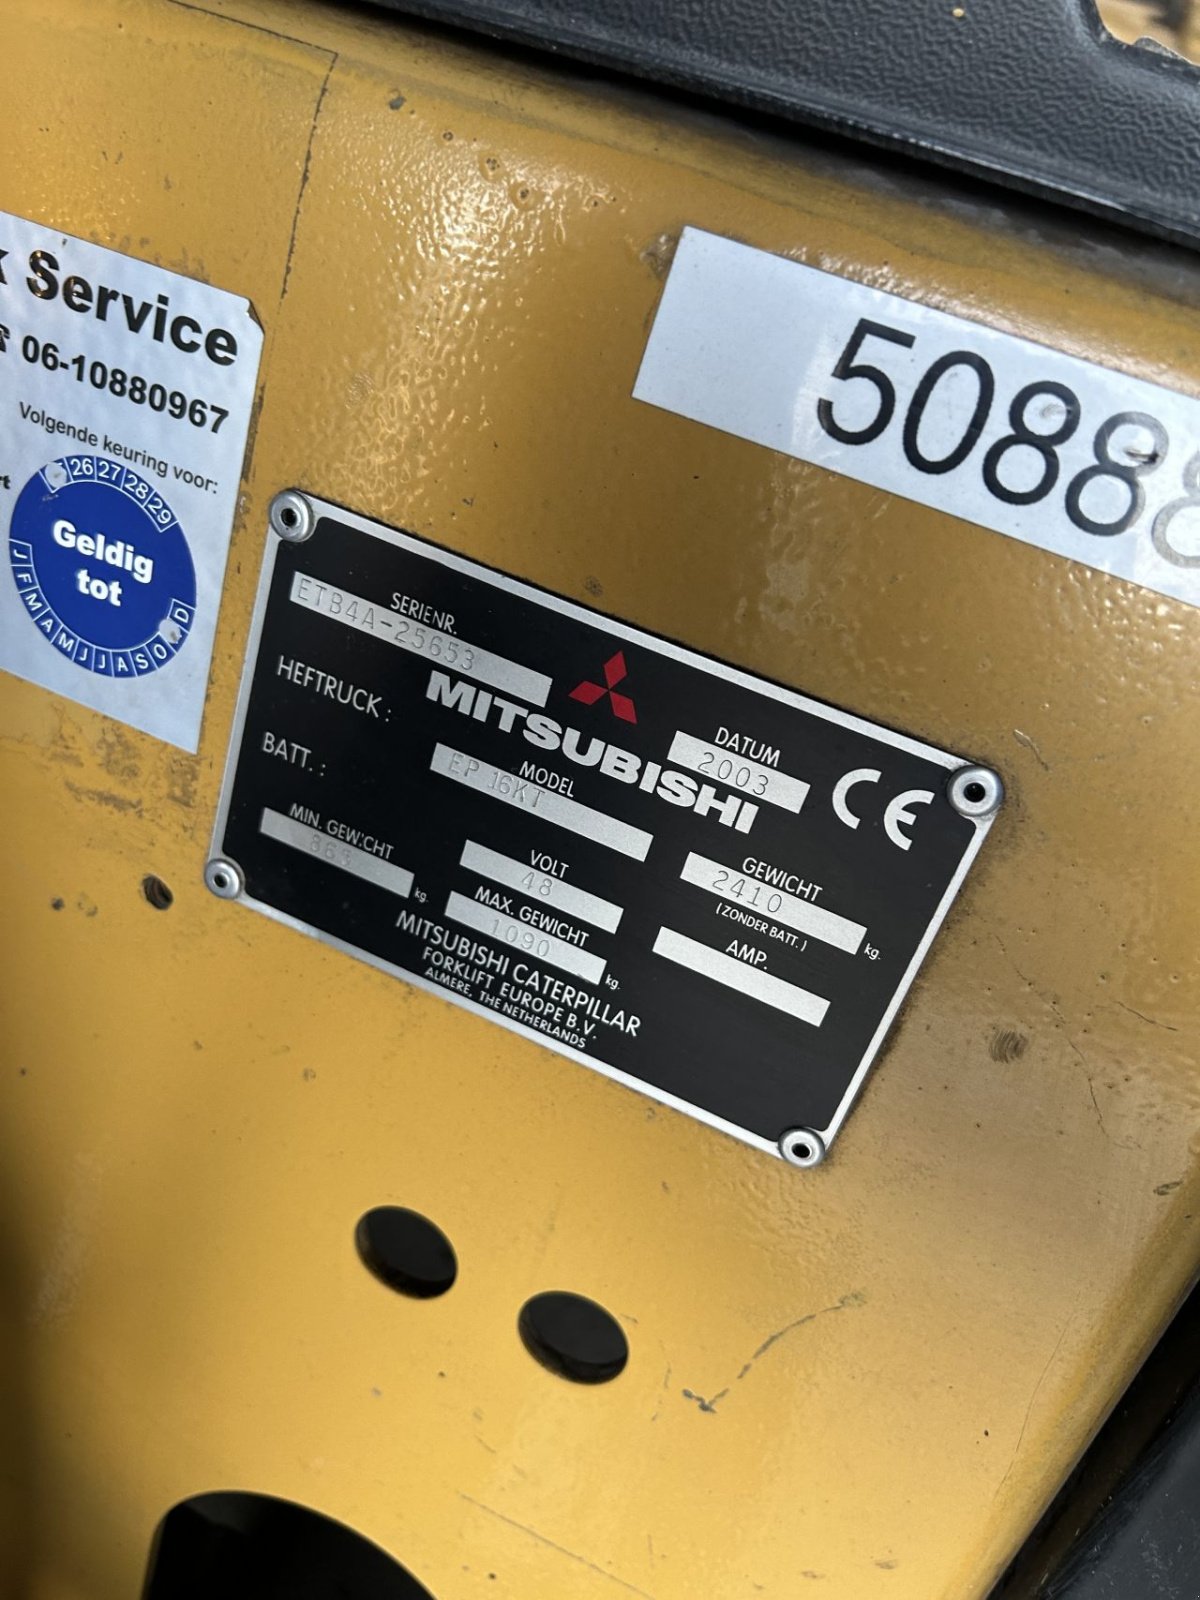 Service
06-10880967
Volgende keuring voor:
26 27 28 29
Geldig
tot
J F M A M J J A S O D
5088
SERIENR.
ETB4A-25653
MITSUBISHI
DATUM
2003
CE
HEFTRUCK:
MODEL
EP 16KT
GEWICHT
2410
(ZONDER BATT.)
kg.
BATT.:
VOLT
48
AMP.
MIN. GEWICHT
863
kg.
MAX. GEWICHT
1090
kg.
MITSUBISHI CATERPILLAR
FORKLIFT EUROPE B.V.
ALMERE, THE NETHERLANDS